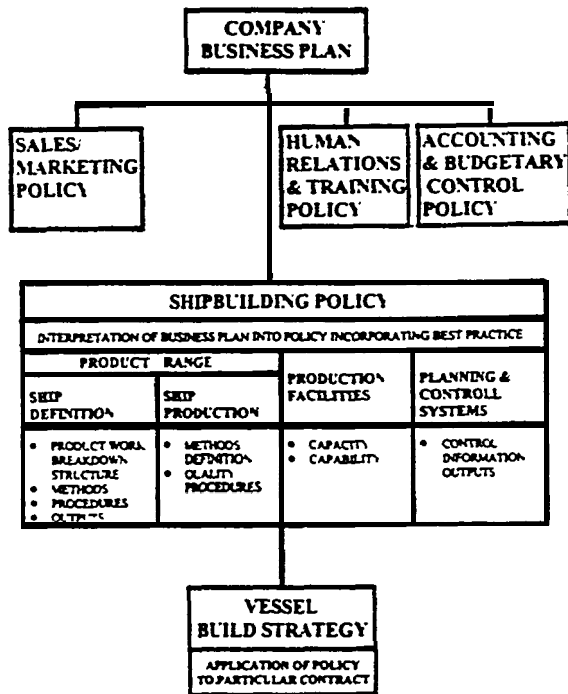 COMPANY
BUSINESS PLAN
SALES/
MARKETING
POLICY
HUMAN
RELATIONS
& TRAINING
POLICY
ACCOUNTING
& BUDGETARY
CONTROL
POLICY
SHIPBUILDING POLICY
INTERPRETATION OF BUSINESS PLAN INTO POLICY INCORPORATING BEST PRACTICE
PRODUCT RANGE
SHIP
DEFINITION
SHIP
PRODUCTION
PRODUCTION
FACILITIES
PLANNING &
CONTROLL
SYSTEMS
• PRODUCT WORK
BREAKDOWN
STRUCTURE
• METHODS
• PROCEDURES
• OUTPUTS
• METHODS
DEFINITION
• QUALITY
PROCEDURES
• CAPACITY
• CAPABILITY
• CONTROL
INFORMATION
OUTPUTS
VESSEL
BUILD STRATEGY
APPLICATION OF POLICY
TO PARTICULAR CONTRACT